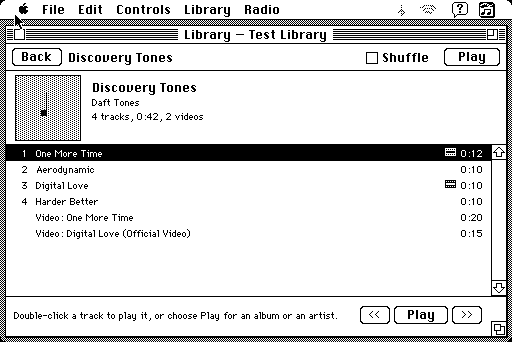 File Edit Controls Library Radio
Library – Test Library
Back Discovery Tones Shuffle Play
Discovery Tones
Daft Tones
4 tracks, 0:42, 2 videos
1 One More Time 0:12
2 Aerodynamic 0:10
3 Digital Love 0:10
4 Harder Better 0:10
Video: One More Time 0:20
Video: Digital Love (Official Video) 0:15
Double-click a track to play it, or choose Play for an album or an artist. << Play >>